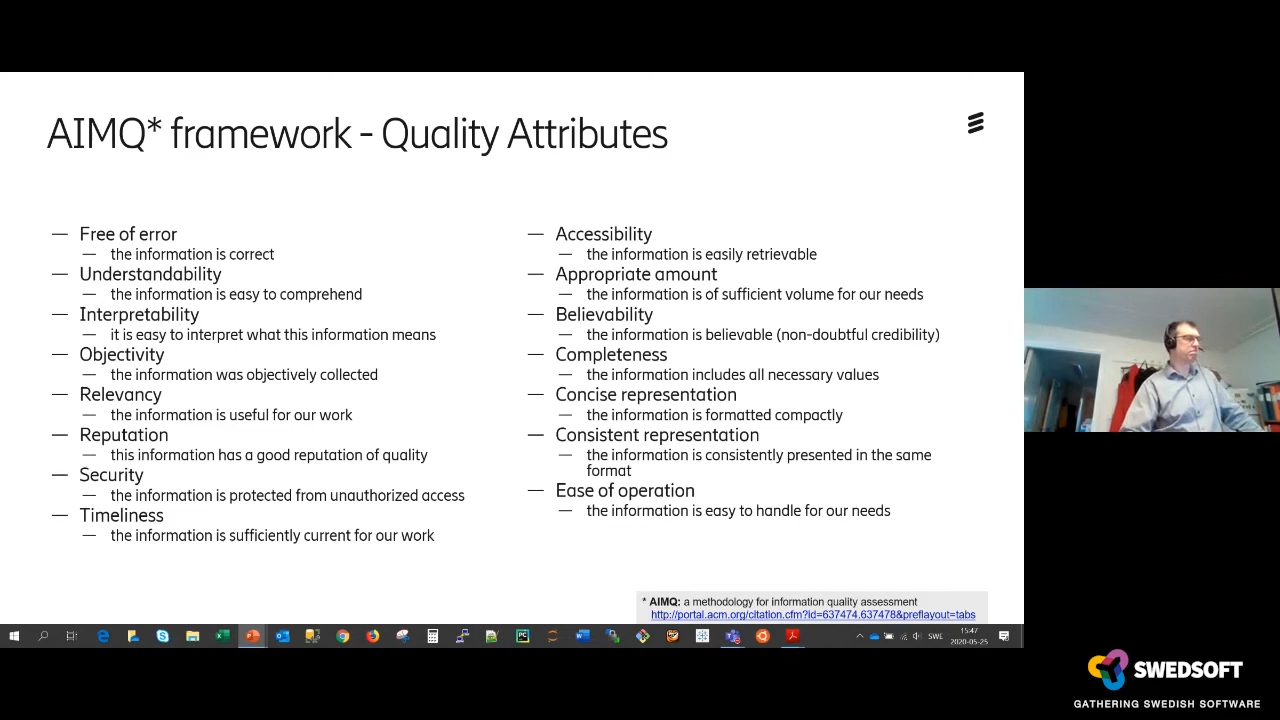 AIMQ* framework - Quality Attributes
— Free of error
— the information is correct
— Understandability
— the information is easy to comprehend
— Interpretability
— it is easy to interpret what this information means
— Objectivity
— the information was objectively collected
— Relevancy
— the information is useful for our work
— Reputation
— this information has a good reputation of quality
— Security
— the information is protected from unauthorized access
— Timeliness
— the information is sufficiently current for our work
— Accessibility
— the information is easily retrievable
— Appropriate amount
— the information is of sufficient volume for our needs
— Believability
— the information is believable (non-doubtful credibility)
— Completeness
— the information includes all necessary values
— Concise representation
— the information is formatted compactly
— Consistent representation
— the information is consistently presented in the same
format
— Ease of operation
— the information is easy to handle for our needs
* AIMQ: a methodology for information quality assessment
http://portal.acm.org/citation.cfm?id=637474.637478&preflayout=tabs
SWE
15:47
2020-05-25
SWEDSOFT
GATHERING SWEDISH SOFTWARE